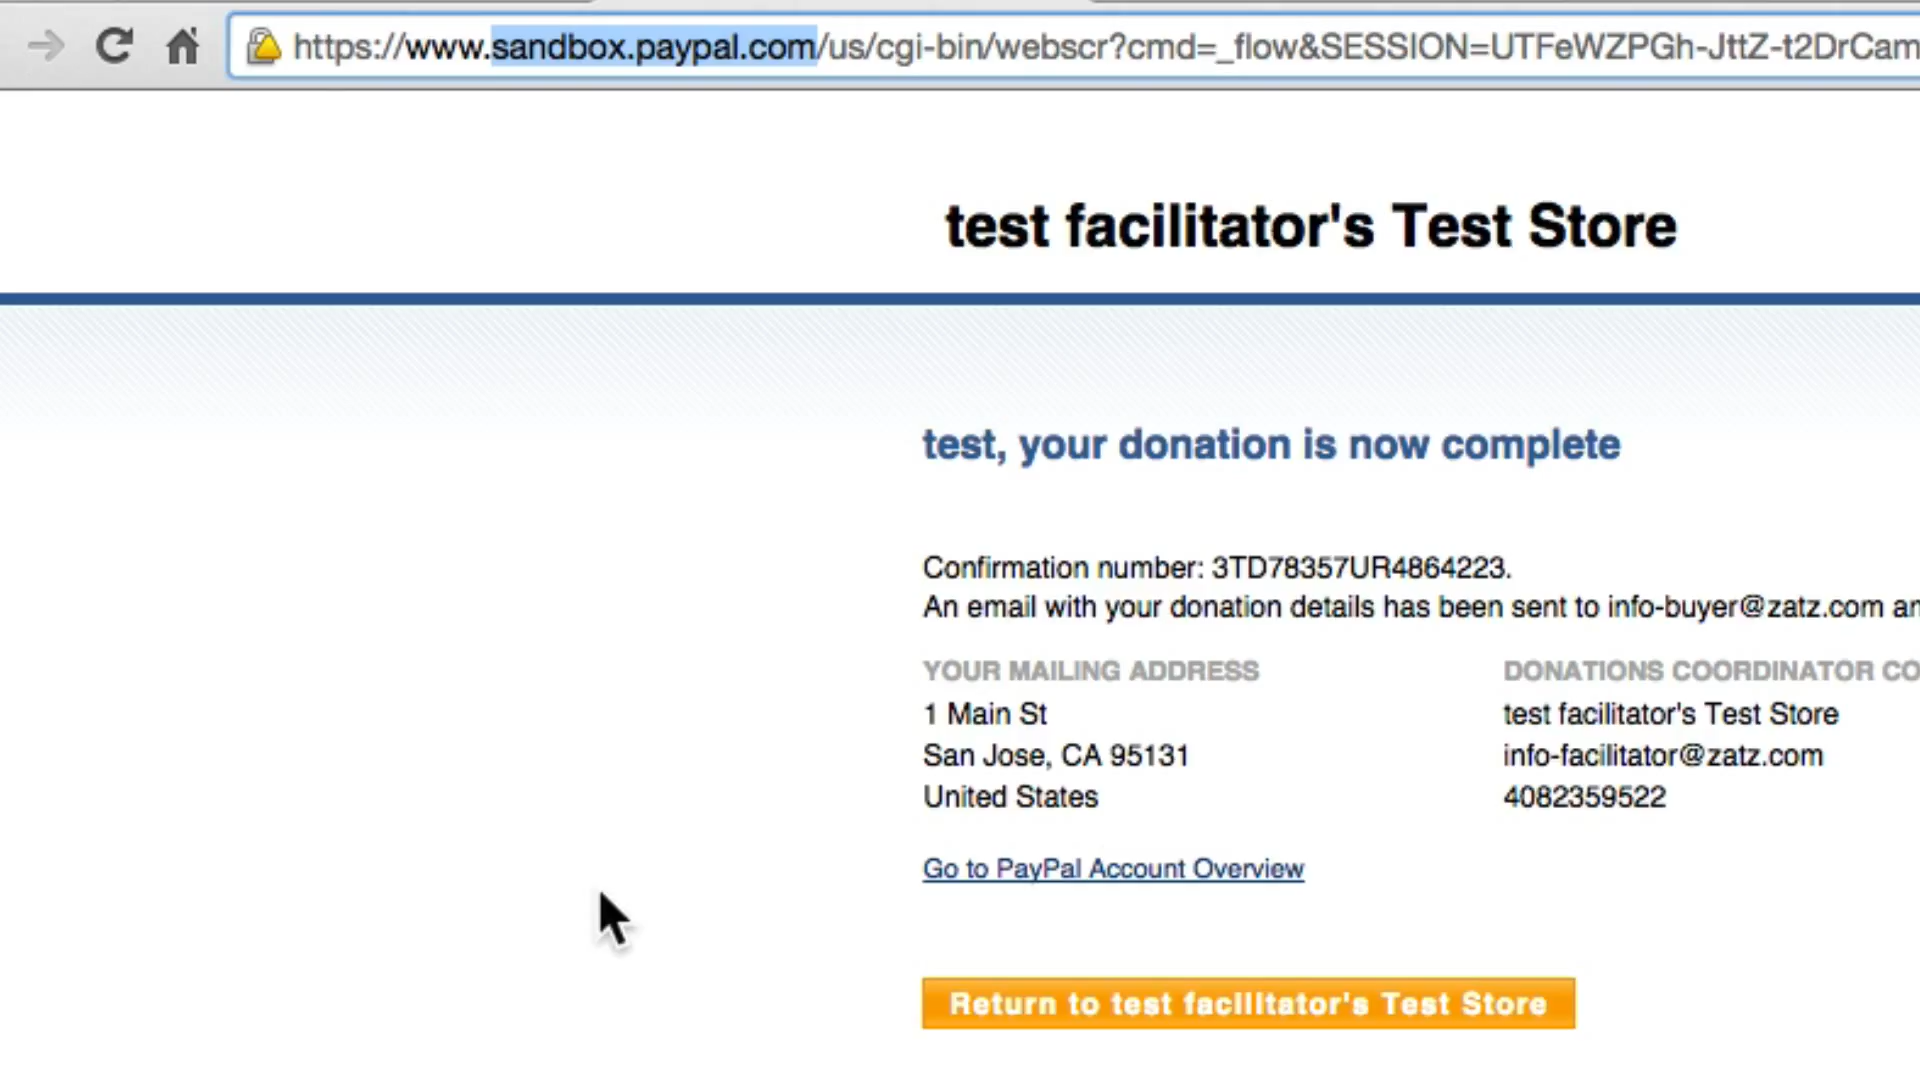 https://www.sandbox.paypal.com/us/cgi-bin/webscr?cmd=_flow&SESSION=UTFeWZPGh-JttZ-t2DrCam
test facilitator's Test Store
test, your donation is now complete
Confirmation number: 3TD78357UR4864223.
An email with your donation details has been sent to info-buyer@zatz.com an
YOUR MAILING ADDRESS
1 Main St
San Jose, CA 95131
United States
DONATIONS COORDINATOR CO
test facilitator's Test Store
info-facilitator@zatz.com
4082359522
Go to PayPal Account Overview
Return to test facilitator's Test Store